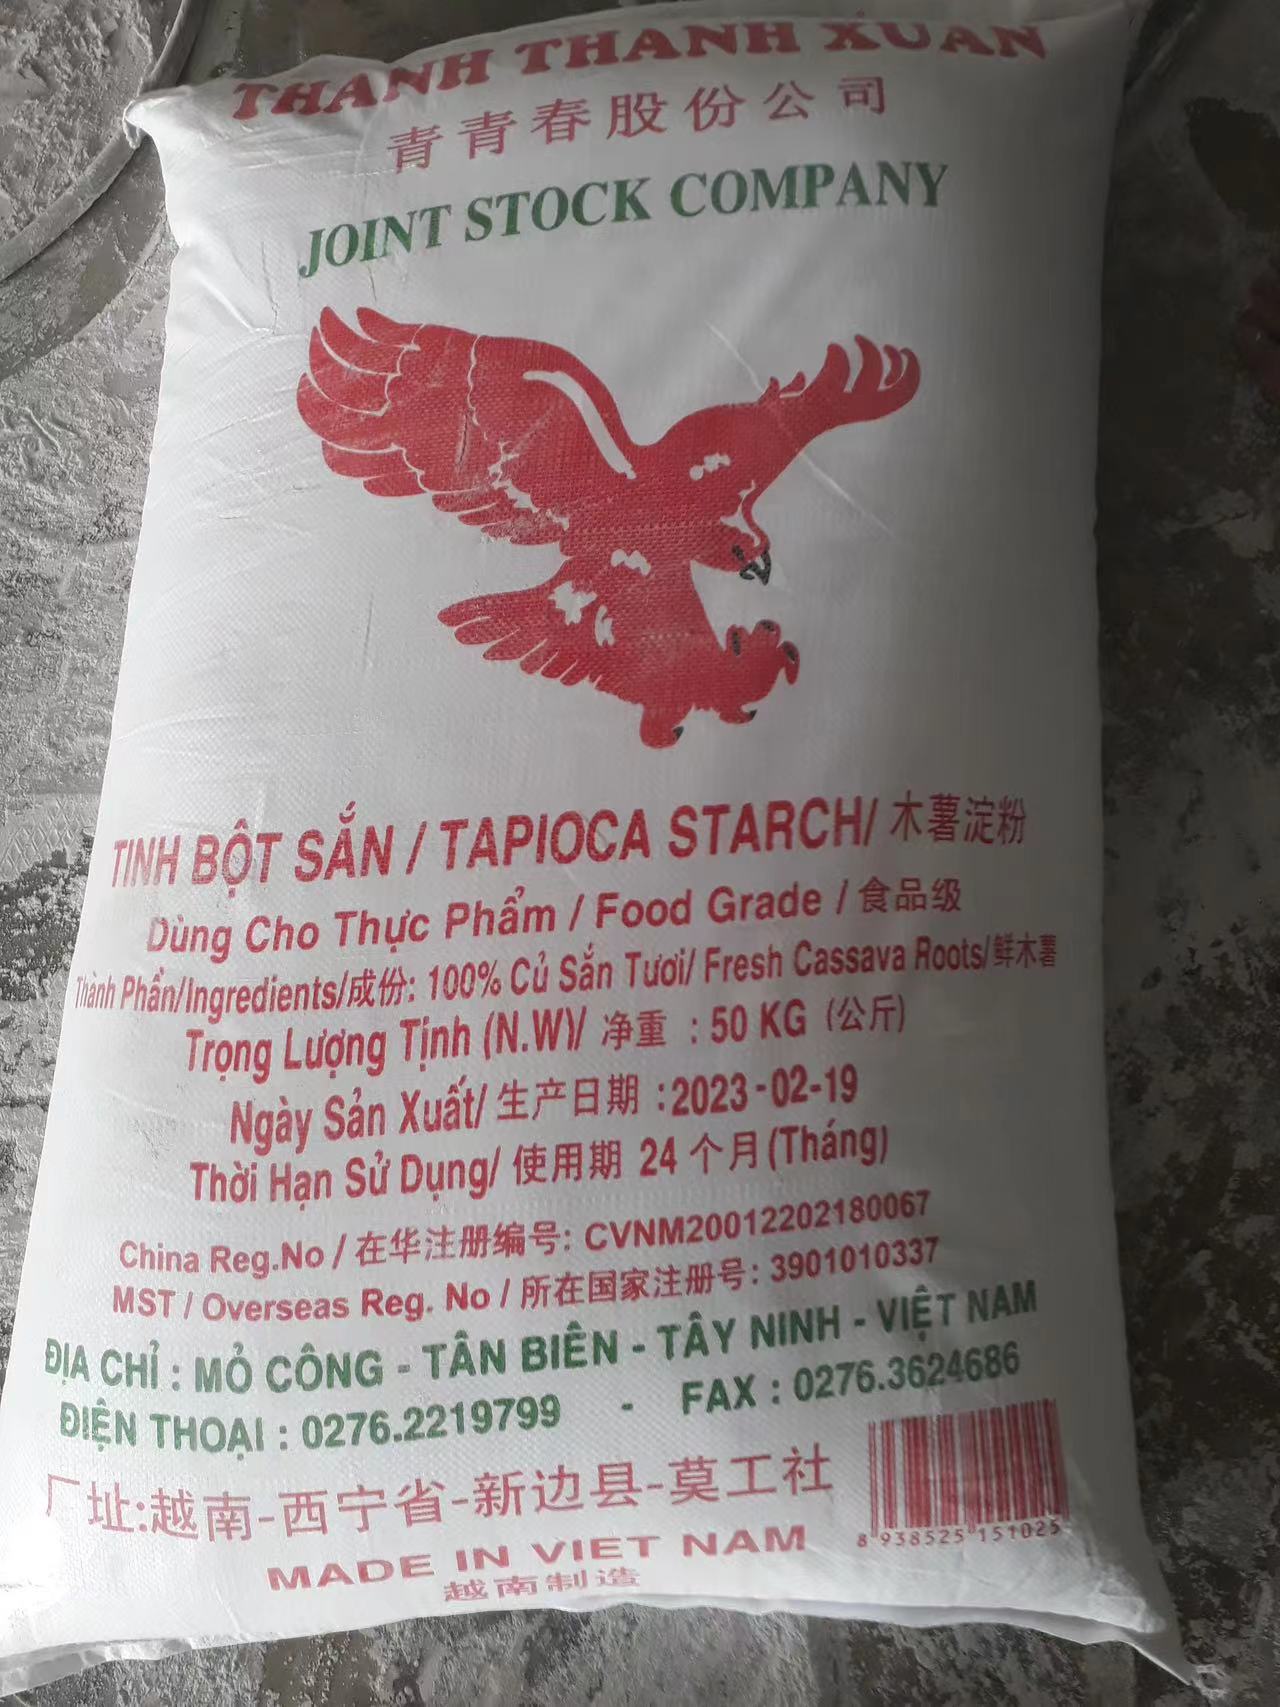 THANH THANH XUAN
青青春股份公司
JOINT STOCK COMPANY
TINH BỘT SẮN / TAPIOCA STARCH/ 木薯淀粉
Dùng Cho Thực Phẩm / Food Grade / 食品级
Thành Phẩn/Ingredients/成份: 100% Củ Sắn Tươi/ Fresh Cassava Roots/鲜木薯
Trọng Lượng Tịnh (N.W)/ 净重 : 50 KG (公斤)
Ngày Sản Xuất/ 生产日期 :2023-02-19
Thời Hạn Sử Dụng/ 使用期 24 个月(Tháng)
China Reg.No / 在华注册编号: CVNM20012202180067
MST / Overseas Reg. No / 所在国家注册号: 3901010337
ĐỊA CHỈ : MỎ CÔNG - TÂN BIÊN - TÂY NINH - VIỆT NAM
ĐIỆN THOẠI : 0276.2219799 - FAX : 0276.3624686
厂址:越南-西宁省-新边县-莫工社
8 938525 151025
MADE IN VIET NAM
越南制造